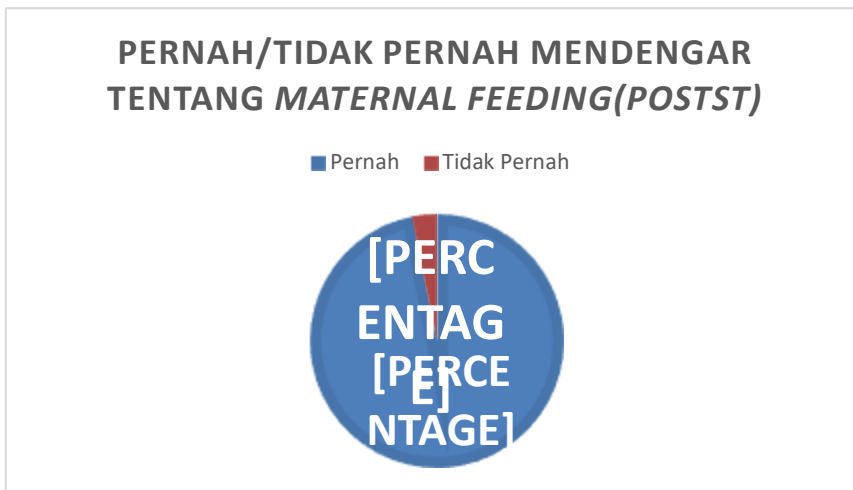 PERNAH/TIDAK PERNAH MENDENGAR
TENTANG MATERNAL FEEDING(POSTST)
Pernah Tidak Pernah
[PERC
ENTAG
E]
[PERCE
NTAGE]